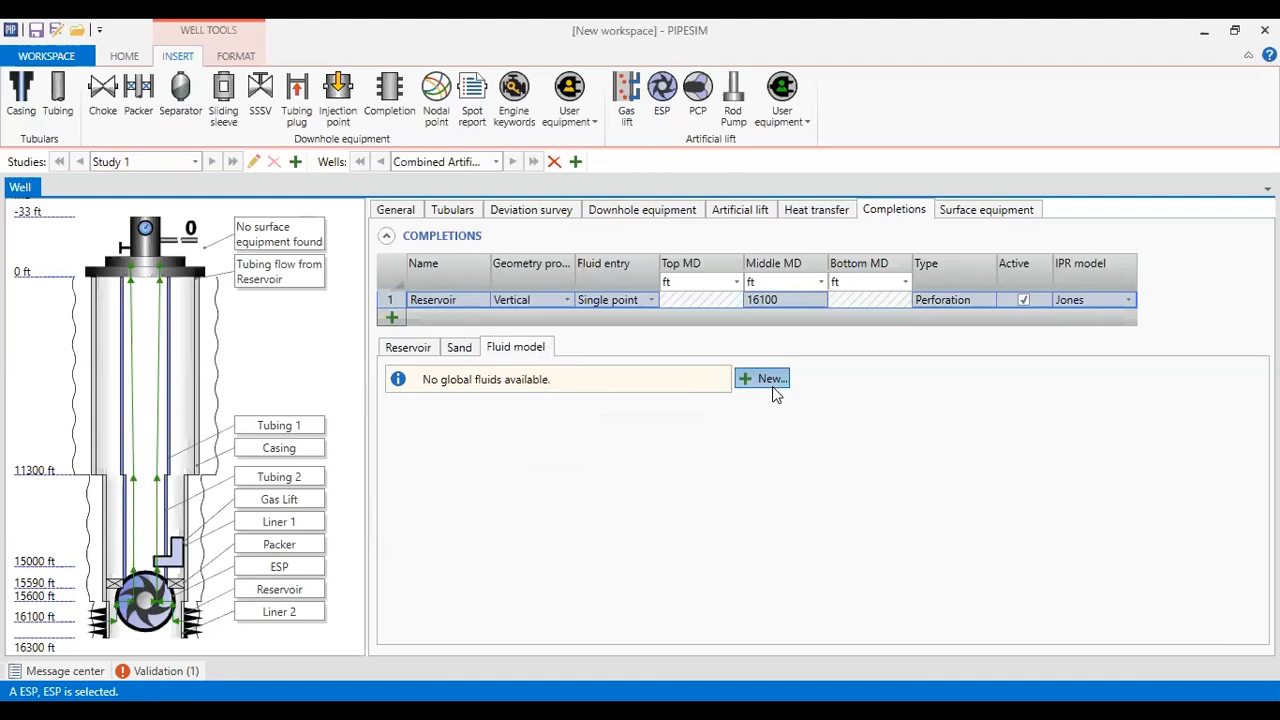 PIP
WELL TOOLS
[New workspace] - PIPESIM
WORKSPACE
HOME
INSERT
FORMAT
Casing
Tubing
Choke
Packer
Separator
Sliding sleeve
SSSV
Tubing plug
Injection point
Completion
Nodal point
Spot report
Engine keywords
User equipment
Gas lift
ESP
PCP
Rod Pump
User equipment
Tubulars
Downhole equipment
Artificial lift
Studies:
Study 1
Wells:
Combined Artifi...
Well
General
Tubulars
Deviation survey
Downhole equipment
Artificial lift
Heat transfer
Completions
Surface equipment
-33 ft
No surface equipment found
0 ft
Tubing flow from Reservoir
Tubing 1
Casing
11300 ft
Tubing 2
Gas Lift
Liner 1
Packer
15000 ft
ESP
15590 ft
Reservoir
15600 ft
Liner 2
16100 ft
16300 ft
COMPLETIONS
Name
Geometry pro...
Fluid entry
Top MD
Middle MD
Bottom MD
Type
Active
IPR model
ft
ft
ft
1
Reservoir
Vertical
Single point
16100
Perforation
Jones
Reservoir
Sand
Fluid model
No global fluids available.
New...
Message center
Validation (1)
A ESP, ESP is selected.